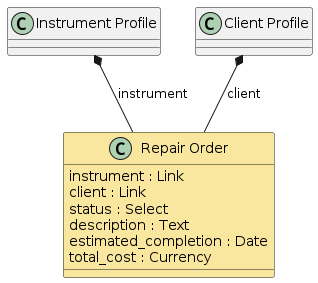 C Instrument Profile
C Client Profile
instrument
client
C Repair Order
instrument : Link
client : Link
status : Select
description : Text
estimated_completion : Date
total_cost : Currency